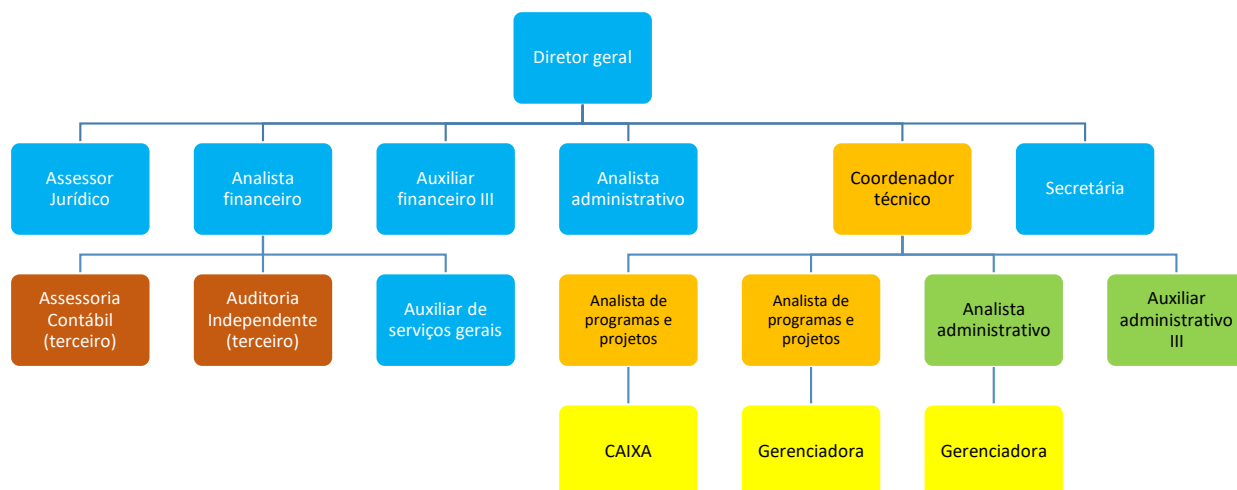 Diretor geral
Assessor
Jurídico
Analista
financeiro
Auxiliar
financeiro III
Analista
administrativo
Coordenador
técnico
Secretária
Assessoria
Contábil
(terceiro)
Auditoria
Independente
(terceiro)
Auxiliar de
serviços gerais
Analista de
programas e
projetos
Analista de
programas e
projetos
Analista
administrativo
Auxiliar
administrativo
III
CAIXA
Gerenciadora
Gerenciadora